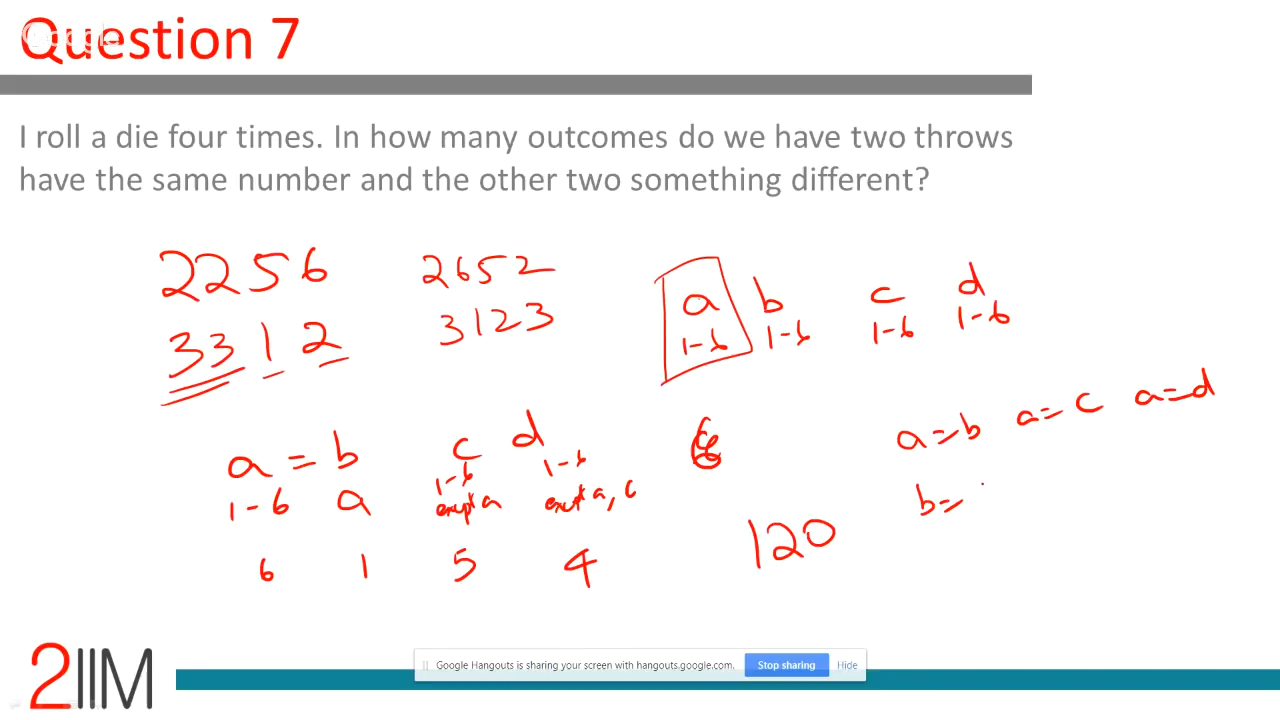 Question 7
Google
I roll a die four times. In how many outcomes do we have two throws
have the same number and the other two something different?
2256
2652
3312
3123
a b c d
1-6 1-6 1-6 1-6
a=b a=c a=d
b=
a = b c d
1-6 a 1-6 1-6
except a except a, c
6 1 5 4
120
2IIM
Google Hangouts is sharing your screen with hangouts.google.com.
Stop sharing
Hide